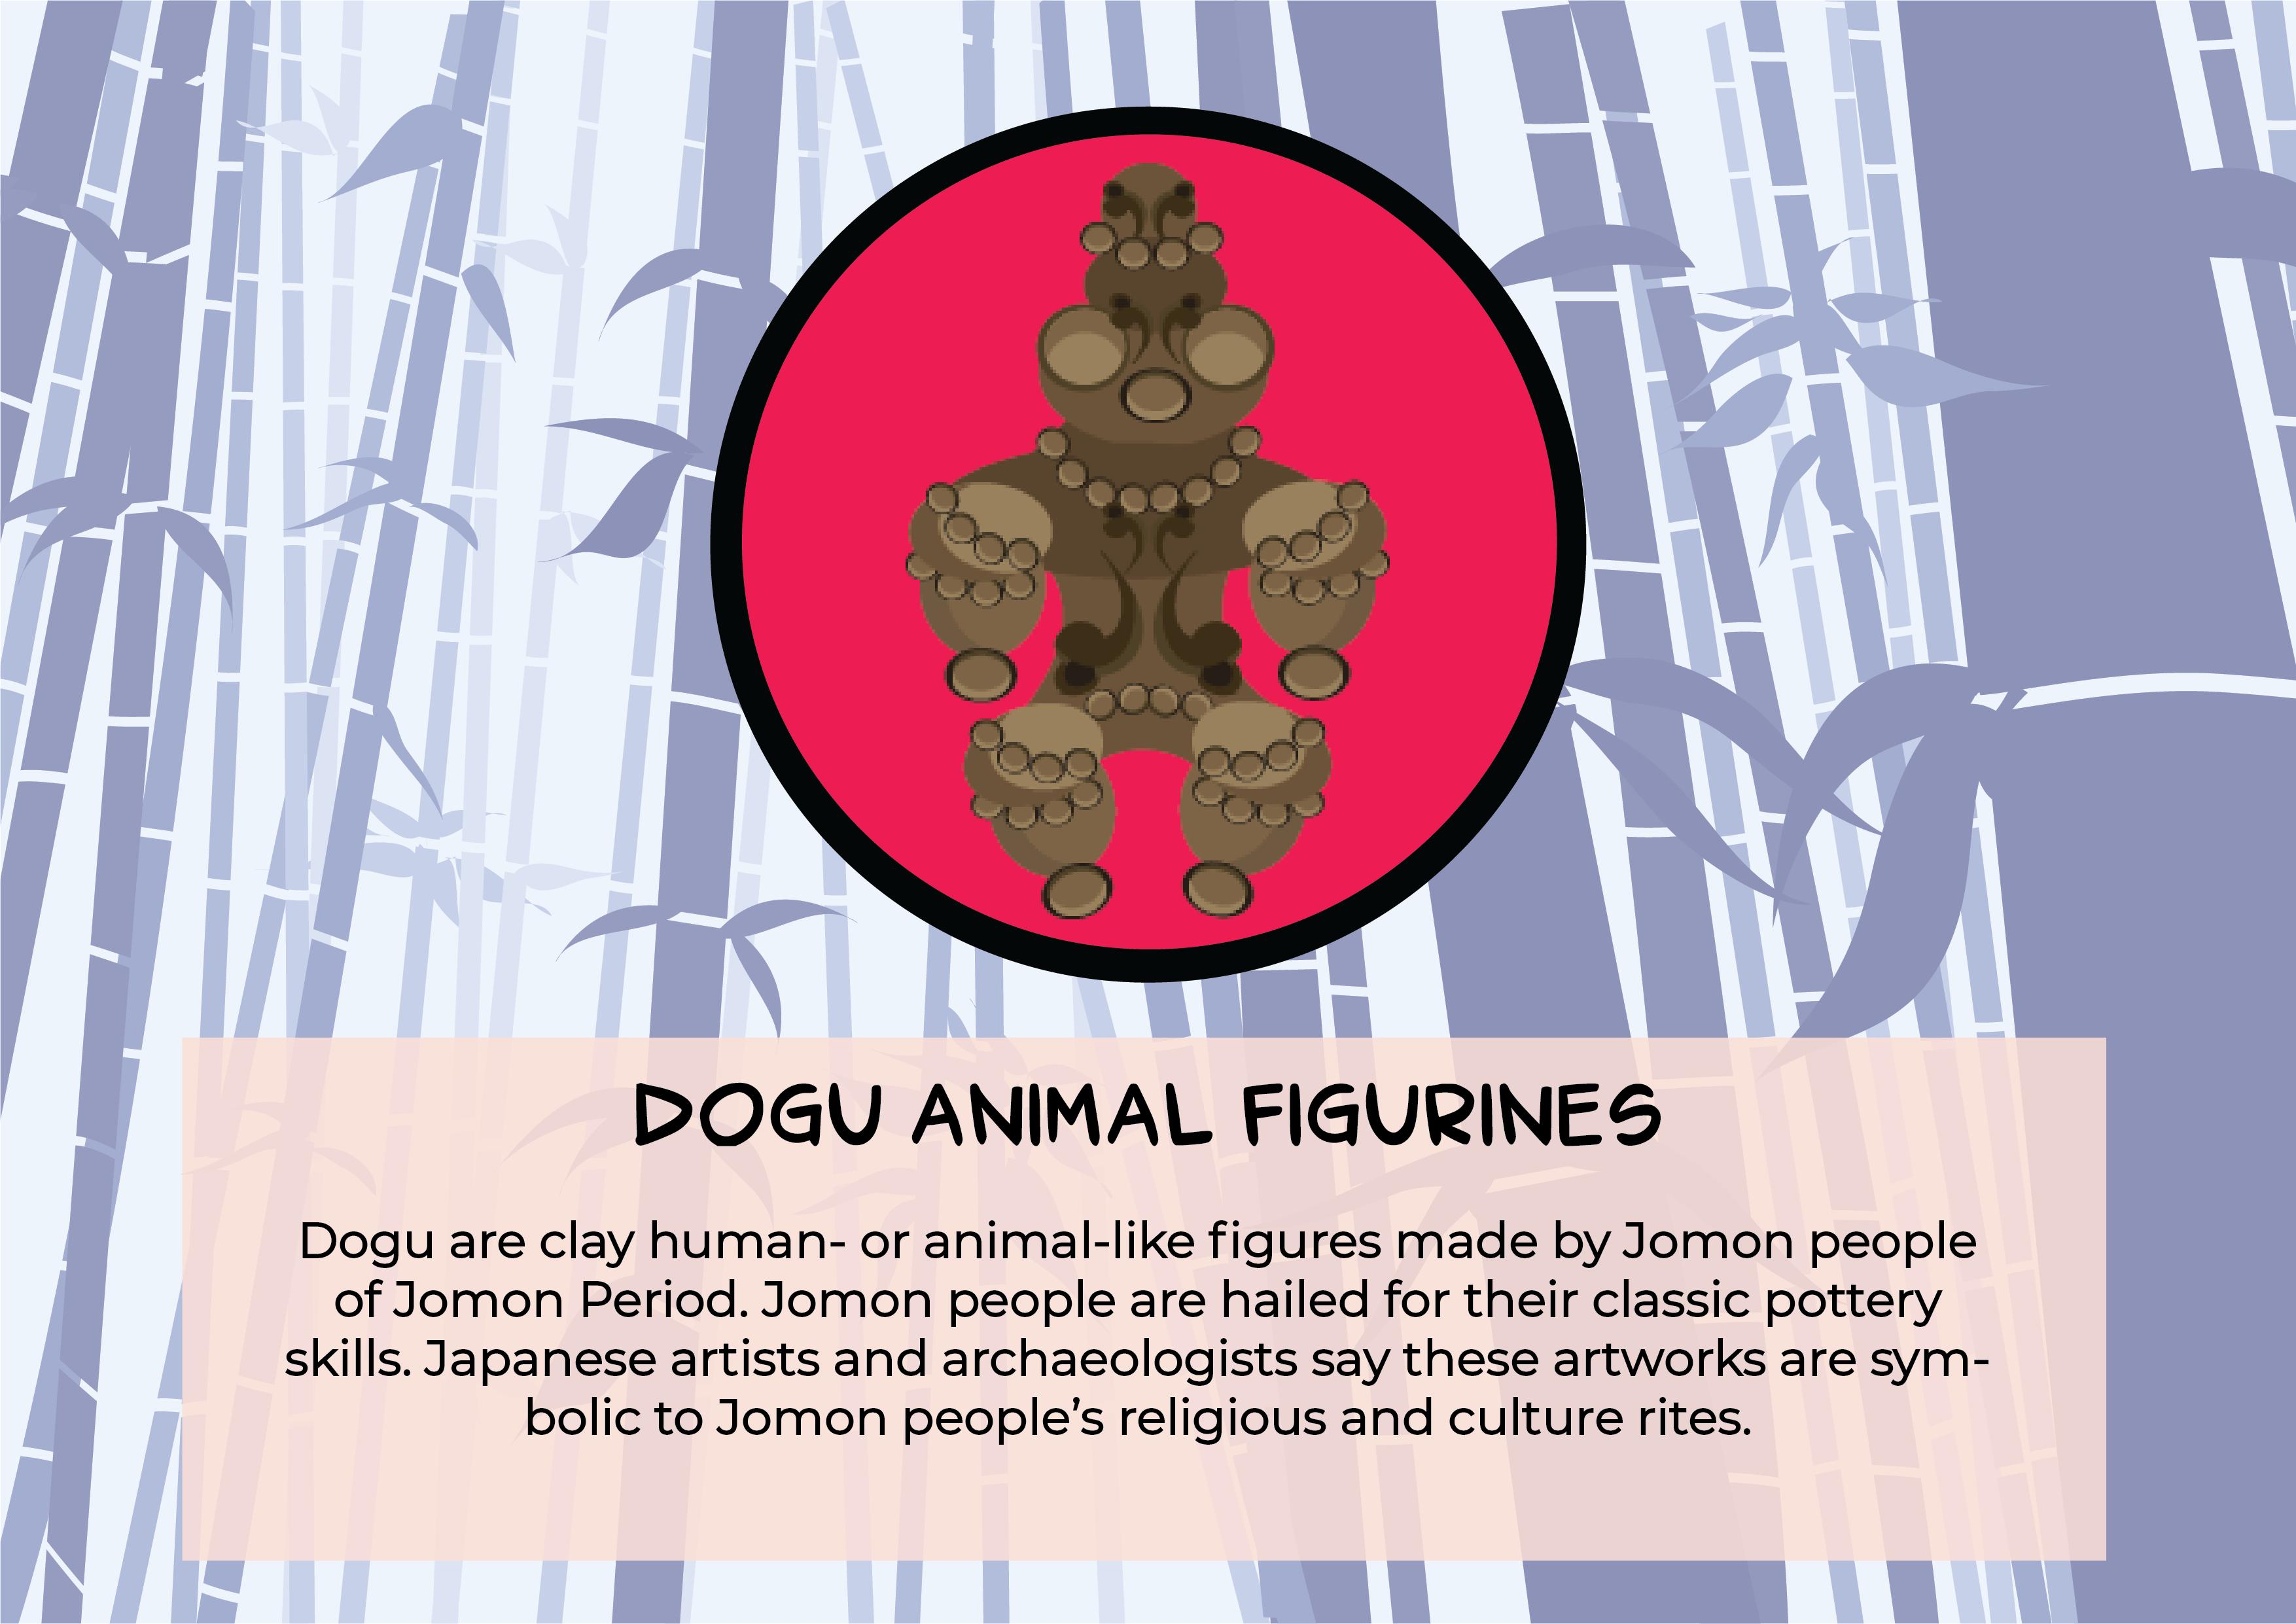 DOGU ANIMAL FIGURINES
Dogu are clay human- or animal-like figures made by Jomon people
of Jomon Period. Jomon people are hailed for their classic pottery
skills. Japanese artists and archaeologists say these artworks are sym-
bolic to Jomon people’s religious and culture rites.